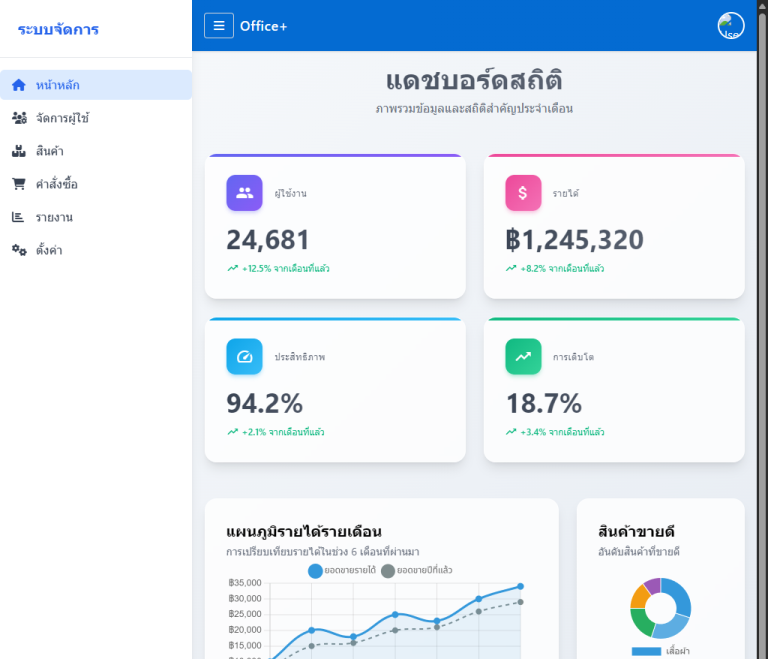 ระบบจัดการ
Office+
หน้าหลัก
จัดการผู้ใช้
สินค้า
คำสั่งซื้อ
รายงาน
ตั้งค่า
แดชบอร์ดสถิติ
ภาพรวมข้อมูลและสถิติสำคัญประจำเดือน
ผู้ใช้งาน
24,681
+12.5% จากเดือนที่แล้ว
รายได้
฿1,245,320
+8.2% จากเดือนที่แล้ว
ประสิทธิภาพ
94.2%
+2.1% จากเดือนที่แล้ว
การเติบโต
18.7%
+3.4% จากเดือนที่แล้ว
แผนภูมิรายได้รายเดือน
การเปรียบเทียบรายได้ในช่วง 6 เดือนที่ผ่านมา
ยอดขายรายได้ ยอดขายปีที่แล้ว
฿35,000
฿30,000
฿25,000
฿20,000
฿15,000
สินค้าขายดี
อันดับสินค้าที่ขายดี
เสื้อผ้า